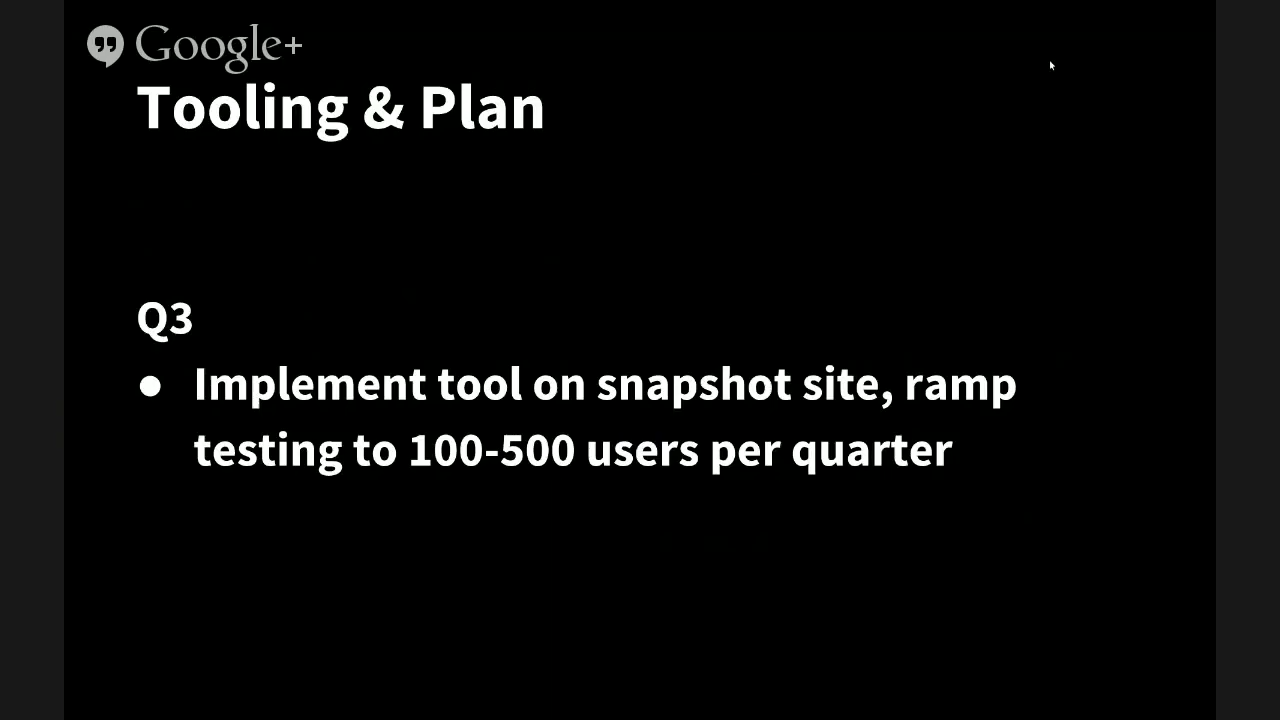 Google+
Tooling & Plan
Q3
● Implement tool on snapshot site, ramp
testing to 100-500 users per quarter